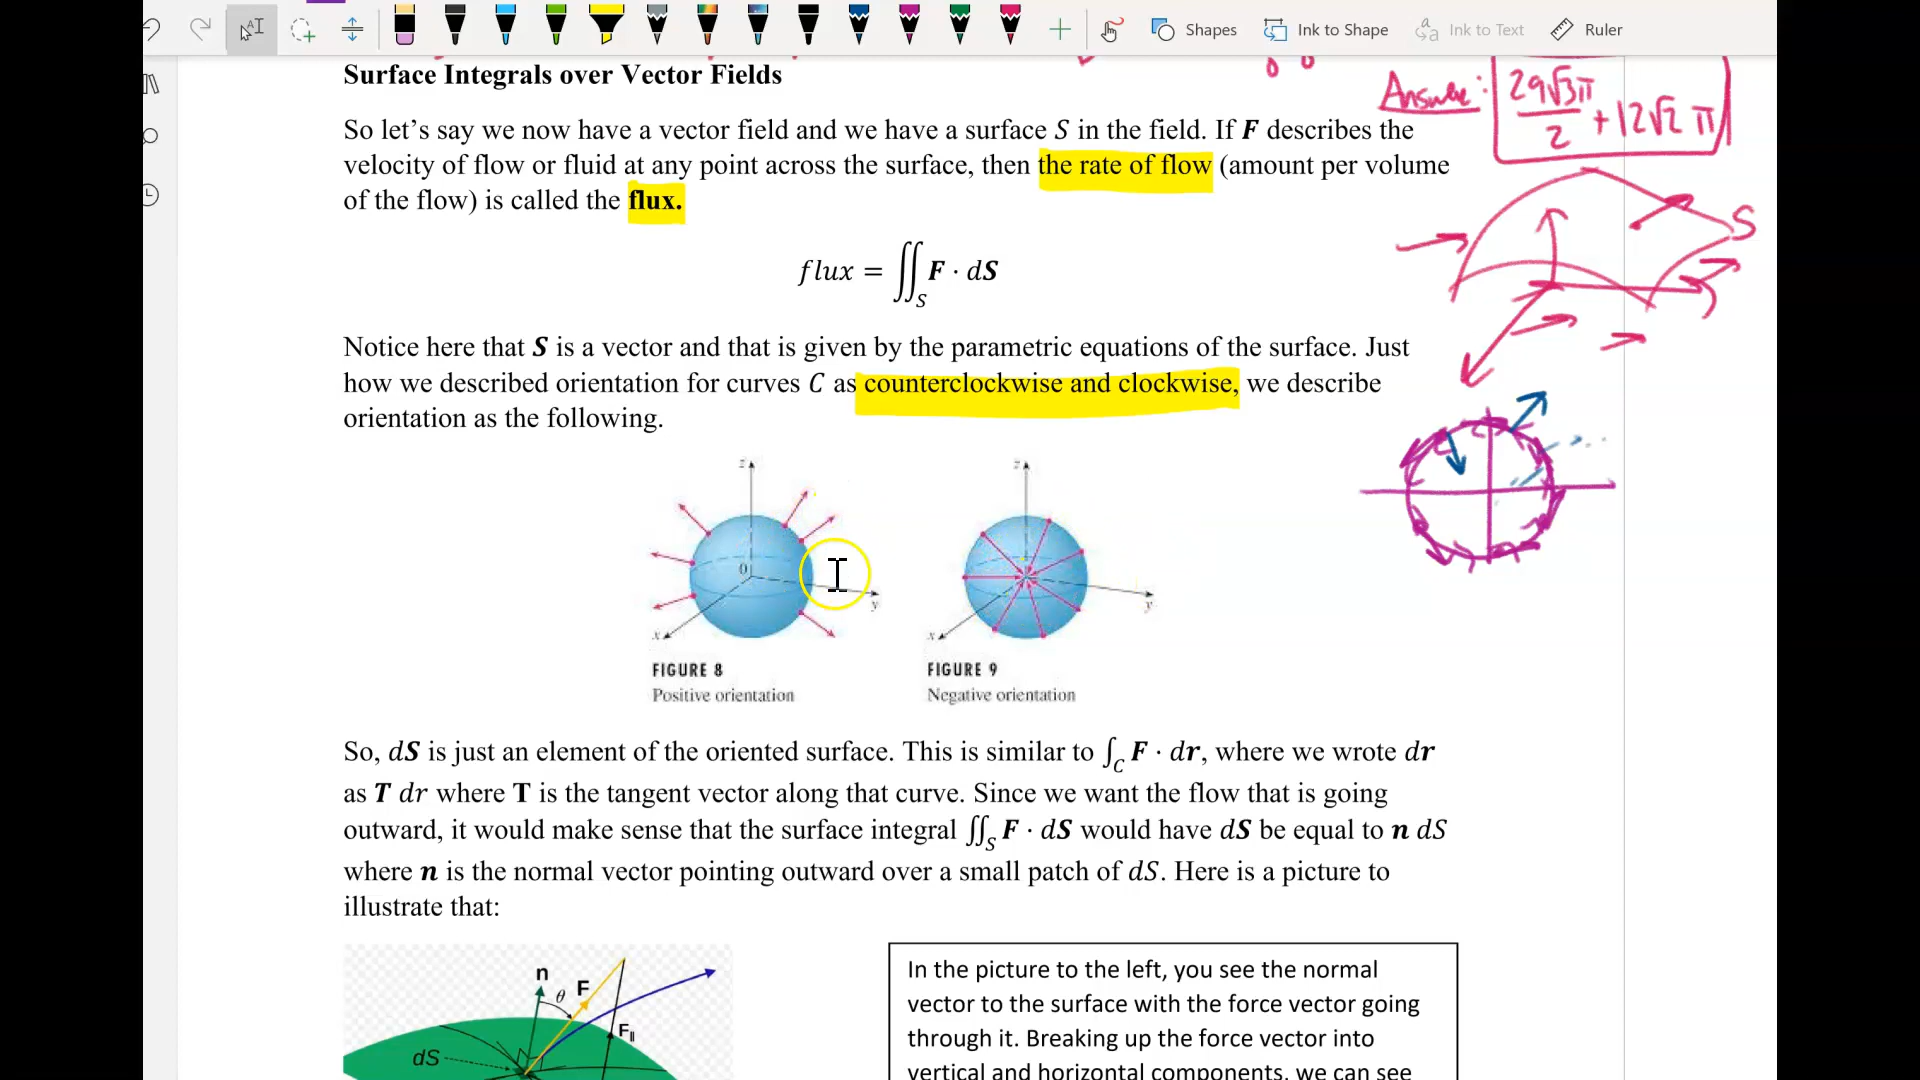 Shapes
Ink to Shape
Ink to Text
Ruler
Surface Integrals over Vector Fields
Answer: 29√3π/2 + 12√2 π
So let’s say we now have a vector field and we have a surface S in the field. If F describes the
velocity of flow or fluid at any point across the surface, then the rate of flow (amount per volume
of the flow) is called the flux.
S
flux = ∬_S F · dS
Notice here that S is a vector and that is given by the parametric equations of the surface. Just
how we described orientation for curves C as counterclockwise and clockwise, we describe
orientation as the following.
z z
0
y y
x x
FIGURE 8
Positive orientation
FIGURE 9
Negative orientation
So, dS is just an element of the oriented surface. This is similar to ∫_C F · dr, where we wrote dr
as T dr where T is the tangent vector along that curve. Since we want the flow that is going
outward, it would make sense that the surface integral ∬_S F · dS would have dS be equal to n dS
where n is the normal vector pointing outward over a small patch of dS. Here is a picture to
illustrate that:
n
θ F
F∥
dS
In the picture to the left, you see the normal
vector to the surface with the force vector going
through it. Breaking up the force vector into
vertical and horizontal components, we can see